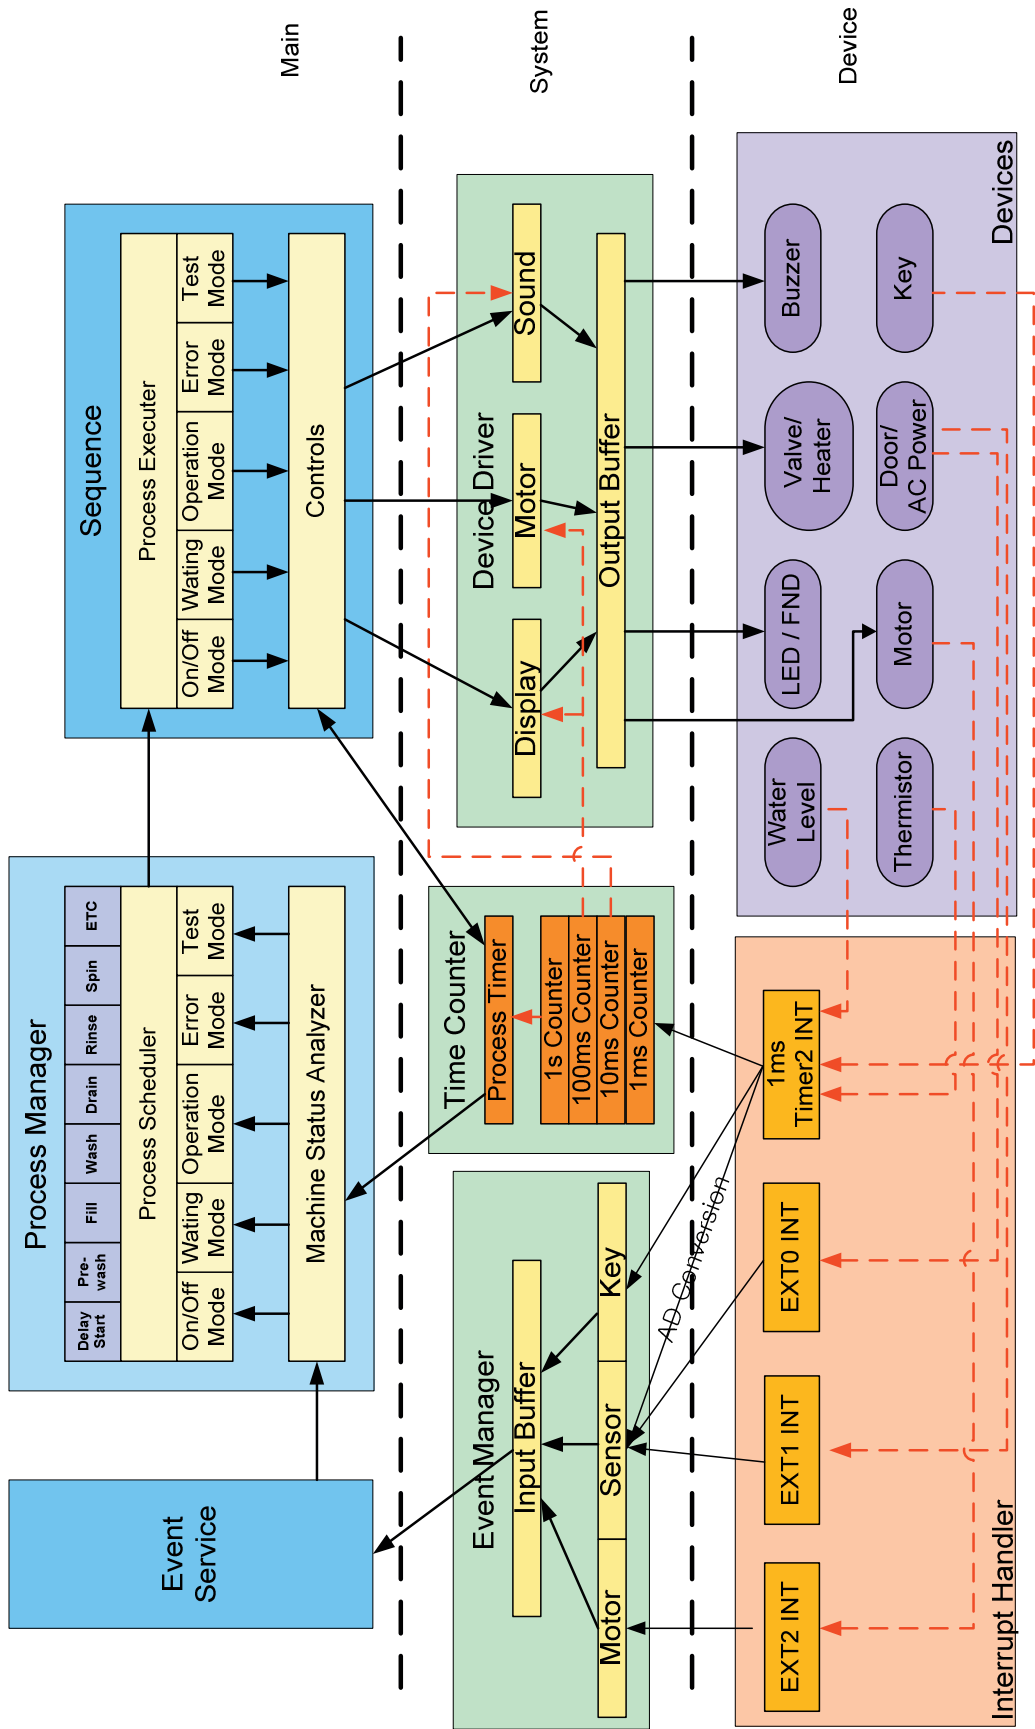 Main
Event
Service
Process Manager
Delay
Start
Pre-
wash
Fill
Wash
Drain
Rinse
Spin
ETC
Process Scheduler
On/Off
Mode
Wating
Mode
Operation
Mode
Error
Mode
Test
Mode
Machine Status Analyzer
Sequence
Process Executer
On/Off
Mode
Wating
Mode
Operation
Mode
Error
Mode
Test
Mode
Controls
System
Event Manager
Input Buffer
Motor
Sensor
Key
Time Counter
Process Timer
1s Counter
100ms Counter
10ms Counter
1ms Counter
Device Driver
Display
Motor
Sound
Output Buffer
AD Conversion
Device
EXT2 INT
EXT1 INT
EXT0 INT
1ms
Timer2 INT
Interrupt Handler
Water
Level
LED / FND
Valve/
Heater
Buzzer
Thermistor
Motor
Door/
AC Power
Key
Devices